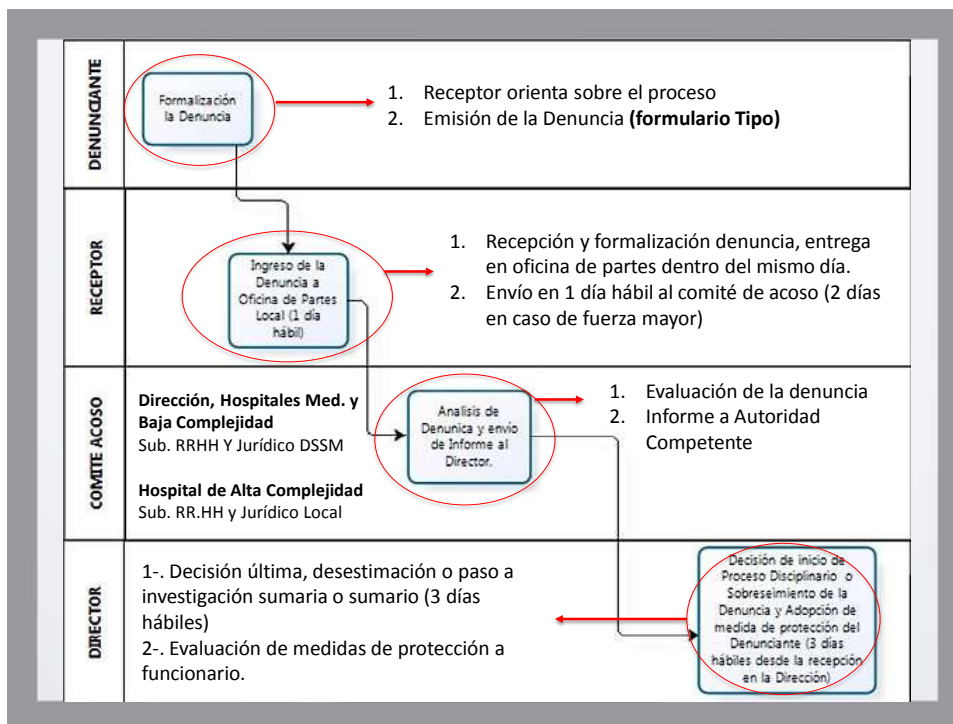 DENUNCIANTE
Formalización
la Denuncia
1. Receptor orienta sobre el proceso
2. Emisión de la Denuncia (formulario Tipo)
RECEPTOR
Ingreso de la
Denuncia a
Oficina de Partes
Local (1 día
hábil)
1. Recepción y formalización denuncia, entrega
en oficina de partes dentro del mismo día.
2. Envío en 1 día hábil al comité de acoso (2 días
en caso de fuerza mayor)
COMITE ACOSO
Dirección, Hospitales Med. y
Baja Complejidad
Sub. RRHH Y Jurídico DSSM
Hospital de Alta Complejidad
Sub. RR.HH y Jurídico Local
Analisis de
Denunica y envio
de Informe al
Director.
1. Evaluación de la denuncia
2. Informe a Autoridad
Competente
DIRECTOR
1-. Decisión última, desestimación o paso a
investigación sumaria o sumario (3 días
hábiles)
2-. Evaluación de medidas de protección a
funcionario.
Decisión de inicio de
Proceso Disciplinario o
Sobreseimiento de la
Denuncia y Adopción de
medida de protección del
Denunciante (3 días
hábiles desde la recepción
en la Dirección)